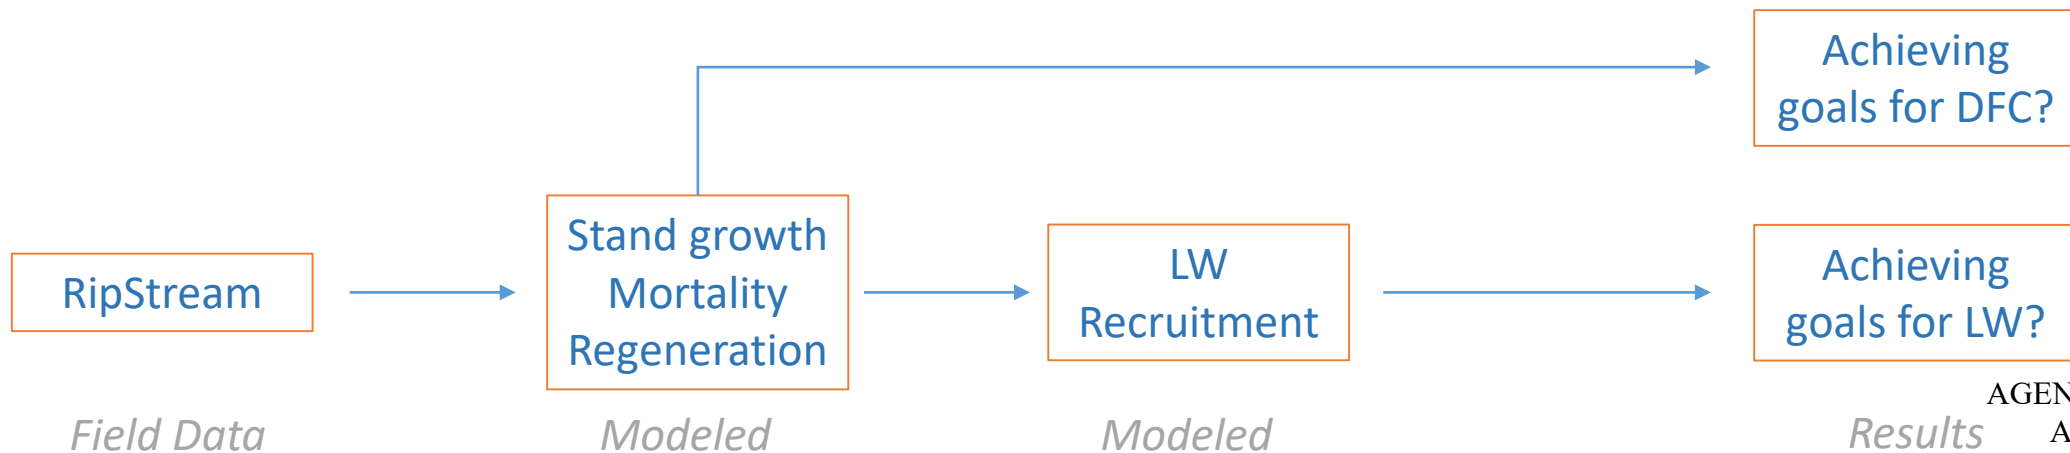 Achieving
goals for DFC?
RipStream
Stand growth
Mortality
Regeneration
LW
Recruitment
Achieving
goals for LW?
Field Data
Modeled
Modeled
Results
AGEN
A